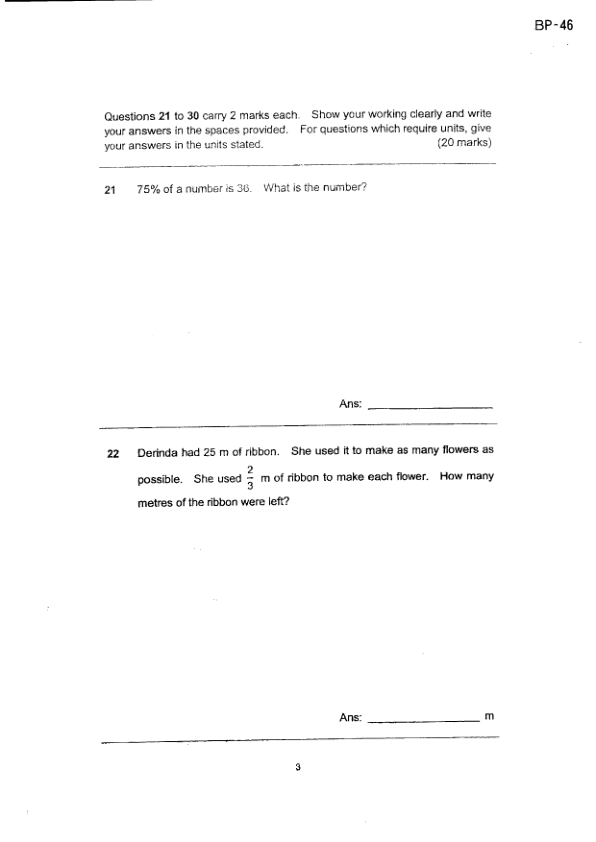 BP-46
Questions 21 to 30 carry 2 marks each. Show your working clearly and write
your answers in the spaces provided. For questions which require units, give
your answers in the units stated. (20 marks)
21 75% of a number is 36. What is the number?
Ans: ____________
22 Derinda had 25 m of ribbon. She used it to make as many flowers as
possible. She used 2/3 m of ribbon to make each flower. How many
metres of the ribbon were left?
Ans: ____________ m
3